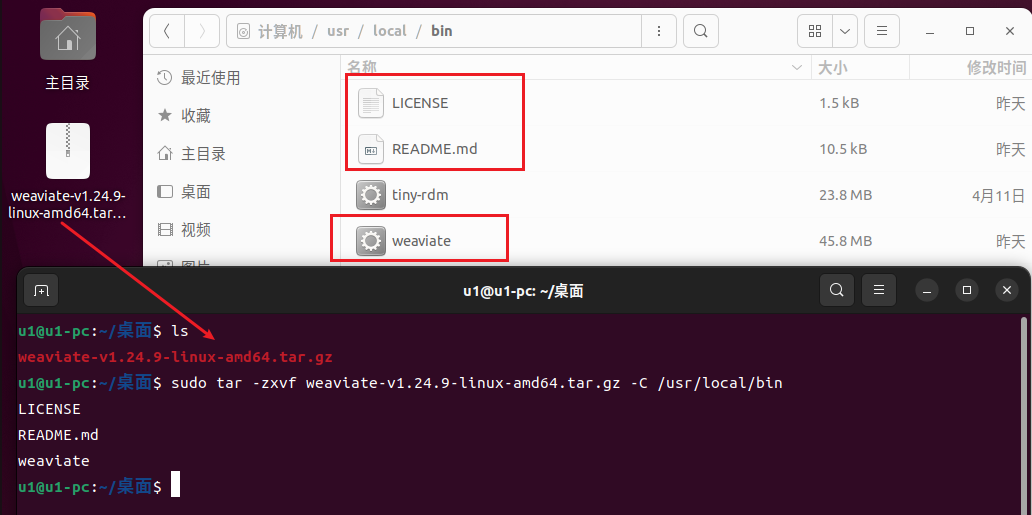 主目录
weaviate-v1.24.9-
linux-amd64.tar...
计算机 / usr / local / bin
名称 大小 修改时间
最近使用
收藏
主目录
桌面
视频
图片
LICENSE 1.5 kB 昨天
README.md 10.5 kB 昨天
tiny-rdm 23.8 MB 4月11日
weaviate 45.8 MB 昨天
u1@u1-pc: ~/桌面
u1@u1-pc:~/桌面$ ls
weaviate-v1.24.9-linux-amd64.tar.gz
u1@u1-pc:~/桌面$ sudo tar -zxvf weaviate-v1.24.9-linux-amd64.tar.gz -C /usr/local/bin
LICENSE
README.md
weaviate
u1@u1-pc:~/桌面$